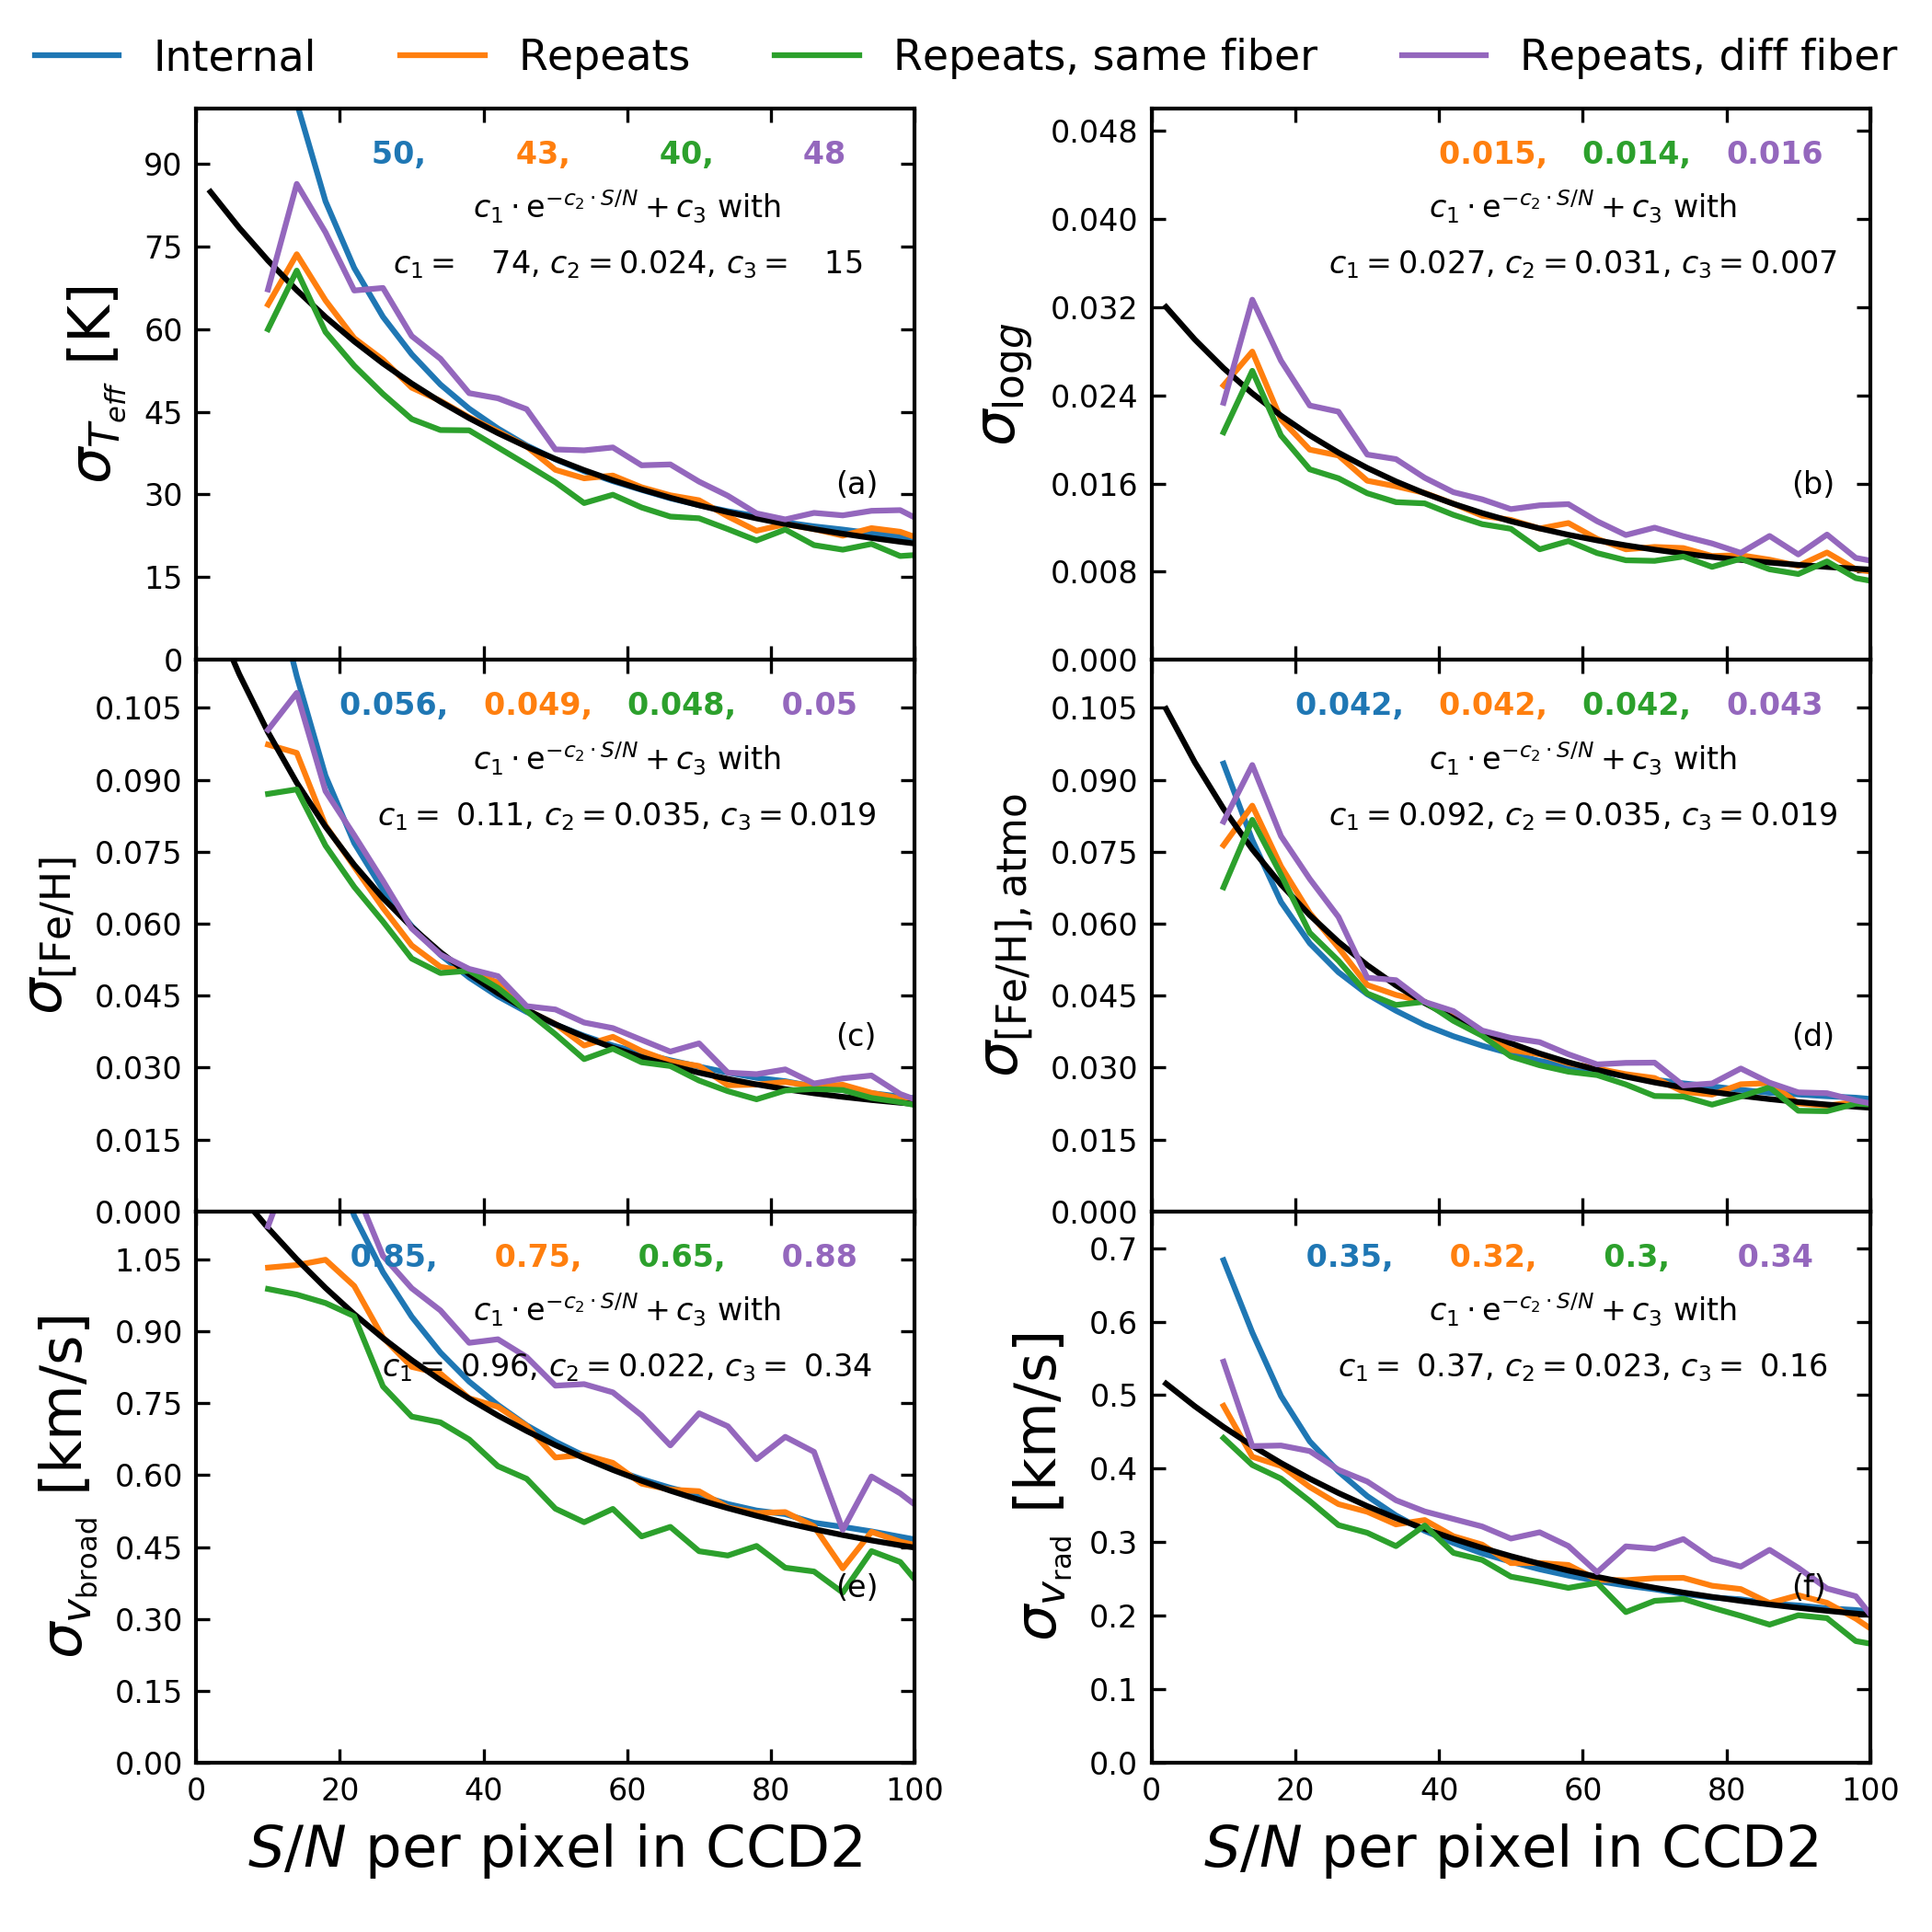 Internal Repeats Repeats, same fiber Repeats, diff fiber
50, 43, 40, 48
c₁ · e^{−c₂ · S/N} + c₃ with
c₁ = 74, c₂ = 0.024, c₃ = 15
(a)
σ_{T_{eff}} [K]
90
75
60
45
30
15
0
0.015, 0.014, 0.016
c₁ · e^{−c₂ · S/N} + c₃ with
c₁ = 0.027, c₂ = 0.031, c₃ = 0.007
(b)
σ_{log g}
0.048
0.040
0.032
0.024
0.016
0.008
0.000
0.056, 0.049, 0.048, 0.05
c₁ · e^{−c₂ · S/N} + c₃ with
c₁ = 0.11, c₂ = 0.035, c₃ = 0.019
(c)
σ_{[Fe/H]}
0.105
0.090
0.075
0.060
0.045
0.030
0.015
0.000
0.042, 0.042, 0.042, 0.043
c₁ · e^{−c₂ · S/N} + c₃ with
c₁ = 0.092, c₂ = 0.035, c₃ = 0.019
(d)
σ_{[Fe/H], atmo}
0.105
0.090
0.075
0.060
0.045
0.030
0.015
0.000
0.85, 0.75, 0.65, 0.88
c₁ · e^{−c₂ · S/N} + c₃ with
c₁ = 0.96, c₂ = 0.022, c₃ = 0.34
(e)
σ_{v_{broad}} [km/s]
1.05
0.90
0.75
0.60
0.45
0.30
0.15
0.00
0 20 40 60 80 100
S/N per pixel in CCD2
0.35, 0.32, 0.3, 0.34
c₁ · e^{−c₂ · S/N} + c₃ with
c₁ = 0.37, c₂ = 0.023, c₃ = 0.16
(f)
σ_{v_{rad}} [km/s]
0.7
0.6
0.5
0.4
0.3
0.2
0.1
0.0
0 20 40 60 80 100
S/N per pixel in CCD2